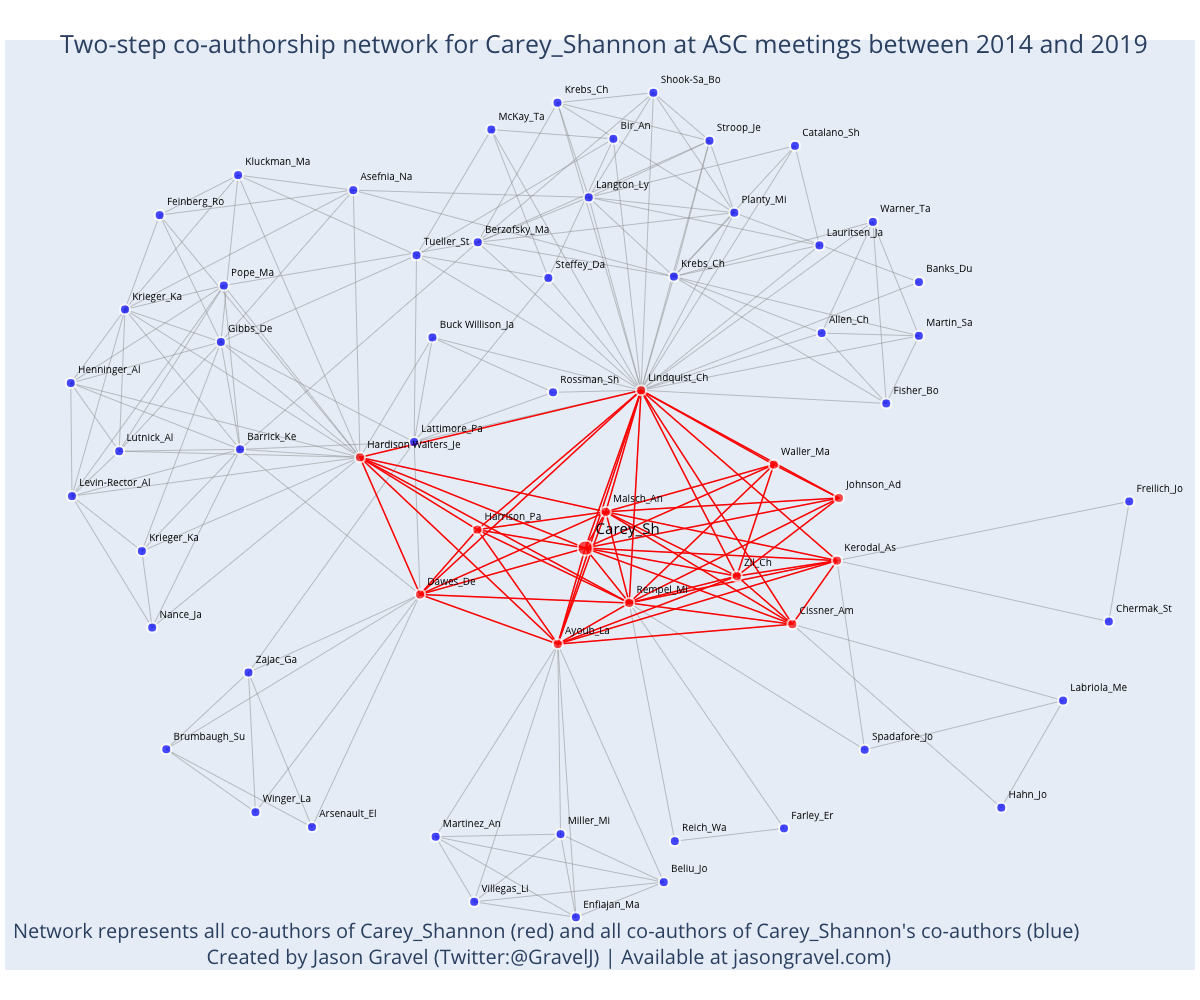 Two-step co-authorship network for Carey_Shannon at ASC meetings between 2014 and 2019
Shook-Sa_Bo
Krebs_Ch
McKay_Ta
Bir_An
Stroop_Je
Catalano_Sh
Kluckman_Ma
Asefnia_Na
Langton_Ly
Feinberg_Ro
Planty_Mi
Warner_Ta
Berzofsky_Ma
Lauritsen_Ja
Tueller_St
Steffey_Da
Krebs_Ch
Banks_Du
Pope_Ma
Krieger_Ka
Gibbs_De
Buck Willison_Ja
Allen_Ch
Martin_Sa
Henninger_Al
Rossman_Sh
Lindquist_Ch
Fisher_Bo
Lutnick_Al
Barrick_Ke
Lattimore_Pa
Hardison Walters_Je
Waller_Ma
Levin-Rector_Al
Johnson_Ad
Freilich_Jo
Malsch_An
Harrison_Pa
Carey_Sh
Krieger_Ka
Kerodal_As
Zil_Ch
Dawes_De
Rempel_Mi
Nance_Ja
Cissner_Am
Chermak_St
Ayoub_La
Zajac_Ga
Labriola_Me
Brumbaugh_Su
Spadafore_Jo
Winger_La
Arsenault_El
Hahn_Jo
Martinez_An
Miller_Mi
Reich_Wa
Farley_Er
Beliu_Jo
Villegas_Li
Enfiajan_Ma
Network represents all co-authors of Carey_Shannon (red) and all co-authors of Carey_Shannon's co-authors (blue)
Created by Jason Gravel (Twitter:@GravelJ) | Available at jasongravel.com)